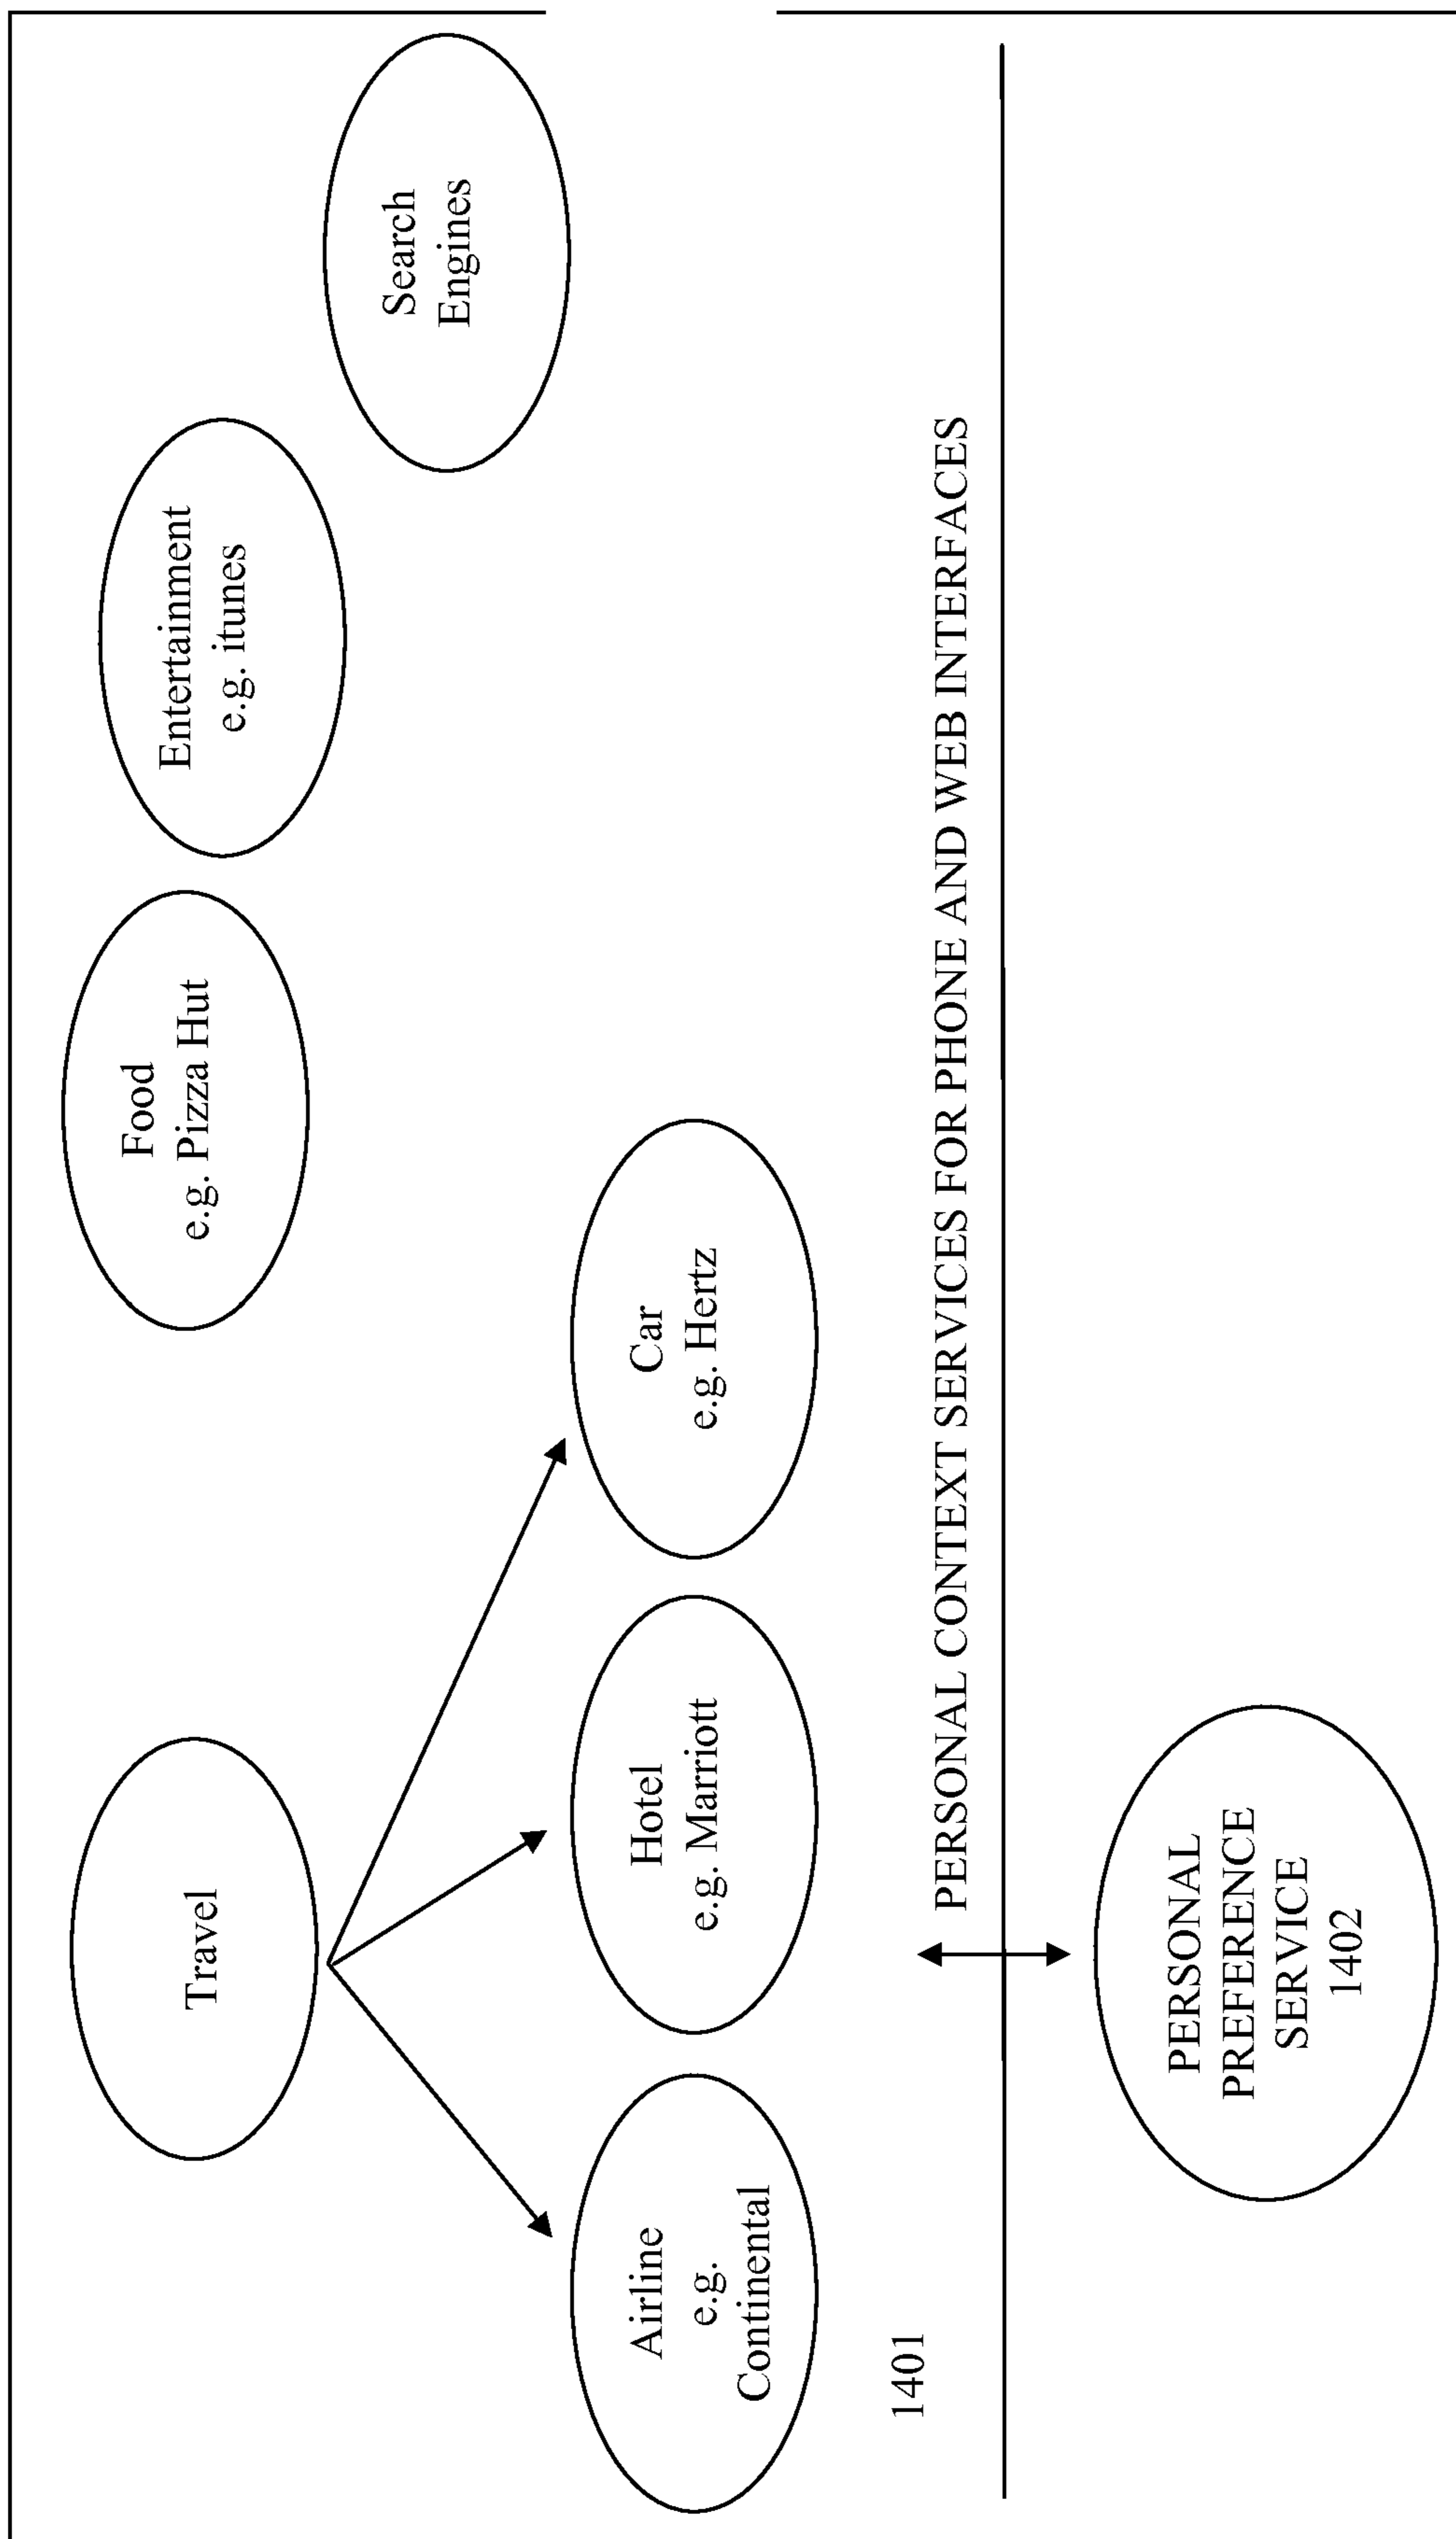 Travel
Food
e.g. Pizza Hut
Entertainment
e.g. itunes
Search
Engines
Airline
e.g.
Continental
Hotel
e.g. Marriott
Car
e.g. Hertz
1401
PERSONAL CONTEXT SERVICES FOR PHONE AND WEB INTERFACES
PERSONAL
PREFERENCE
SERVICE
1402